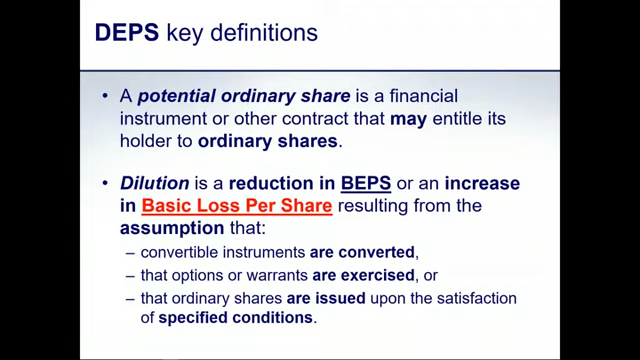 DEPS key definitions
• A potential ordinary share is a financial
instrument or other contract that may entitle its
holder to ordinary shares.
• Dilution is a reduction in BEPS or an increase
in Basic Loss Per Share resulting from the
assumption that:
– convertible instruments are converted,
– that options or warrants are exercised, or
– that ordinary shares are issued upon the satisfaction
of specified conditions.